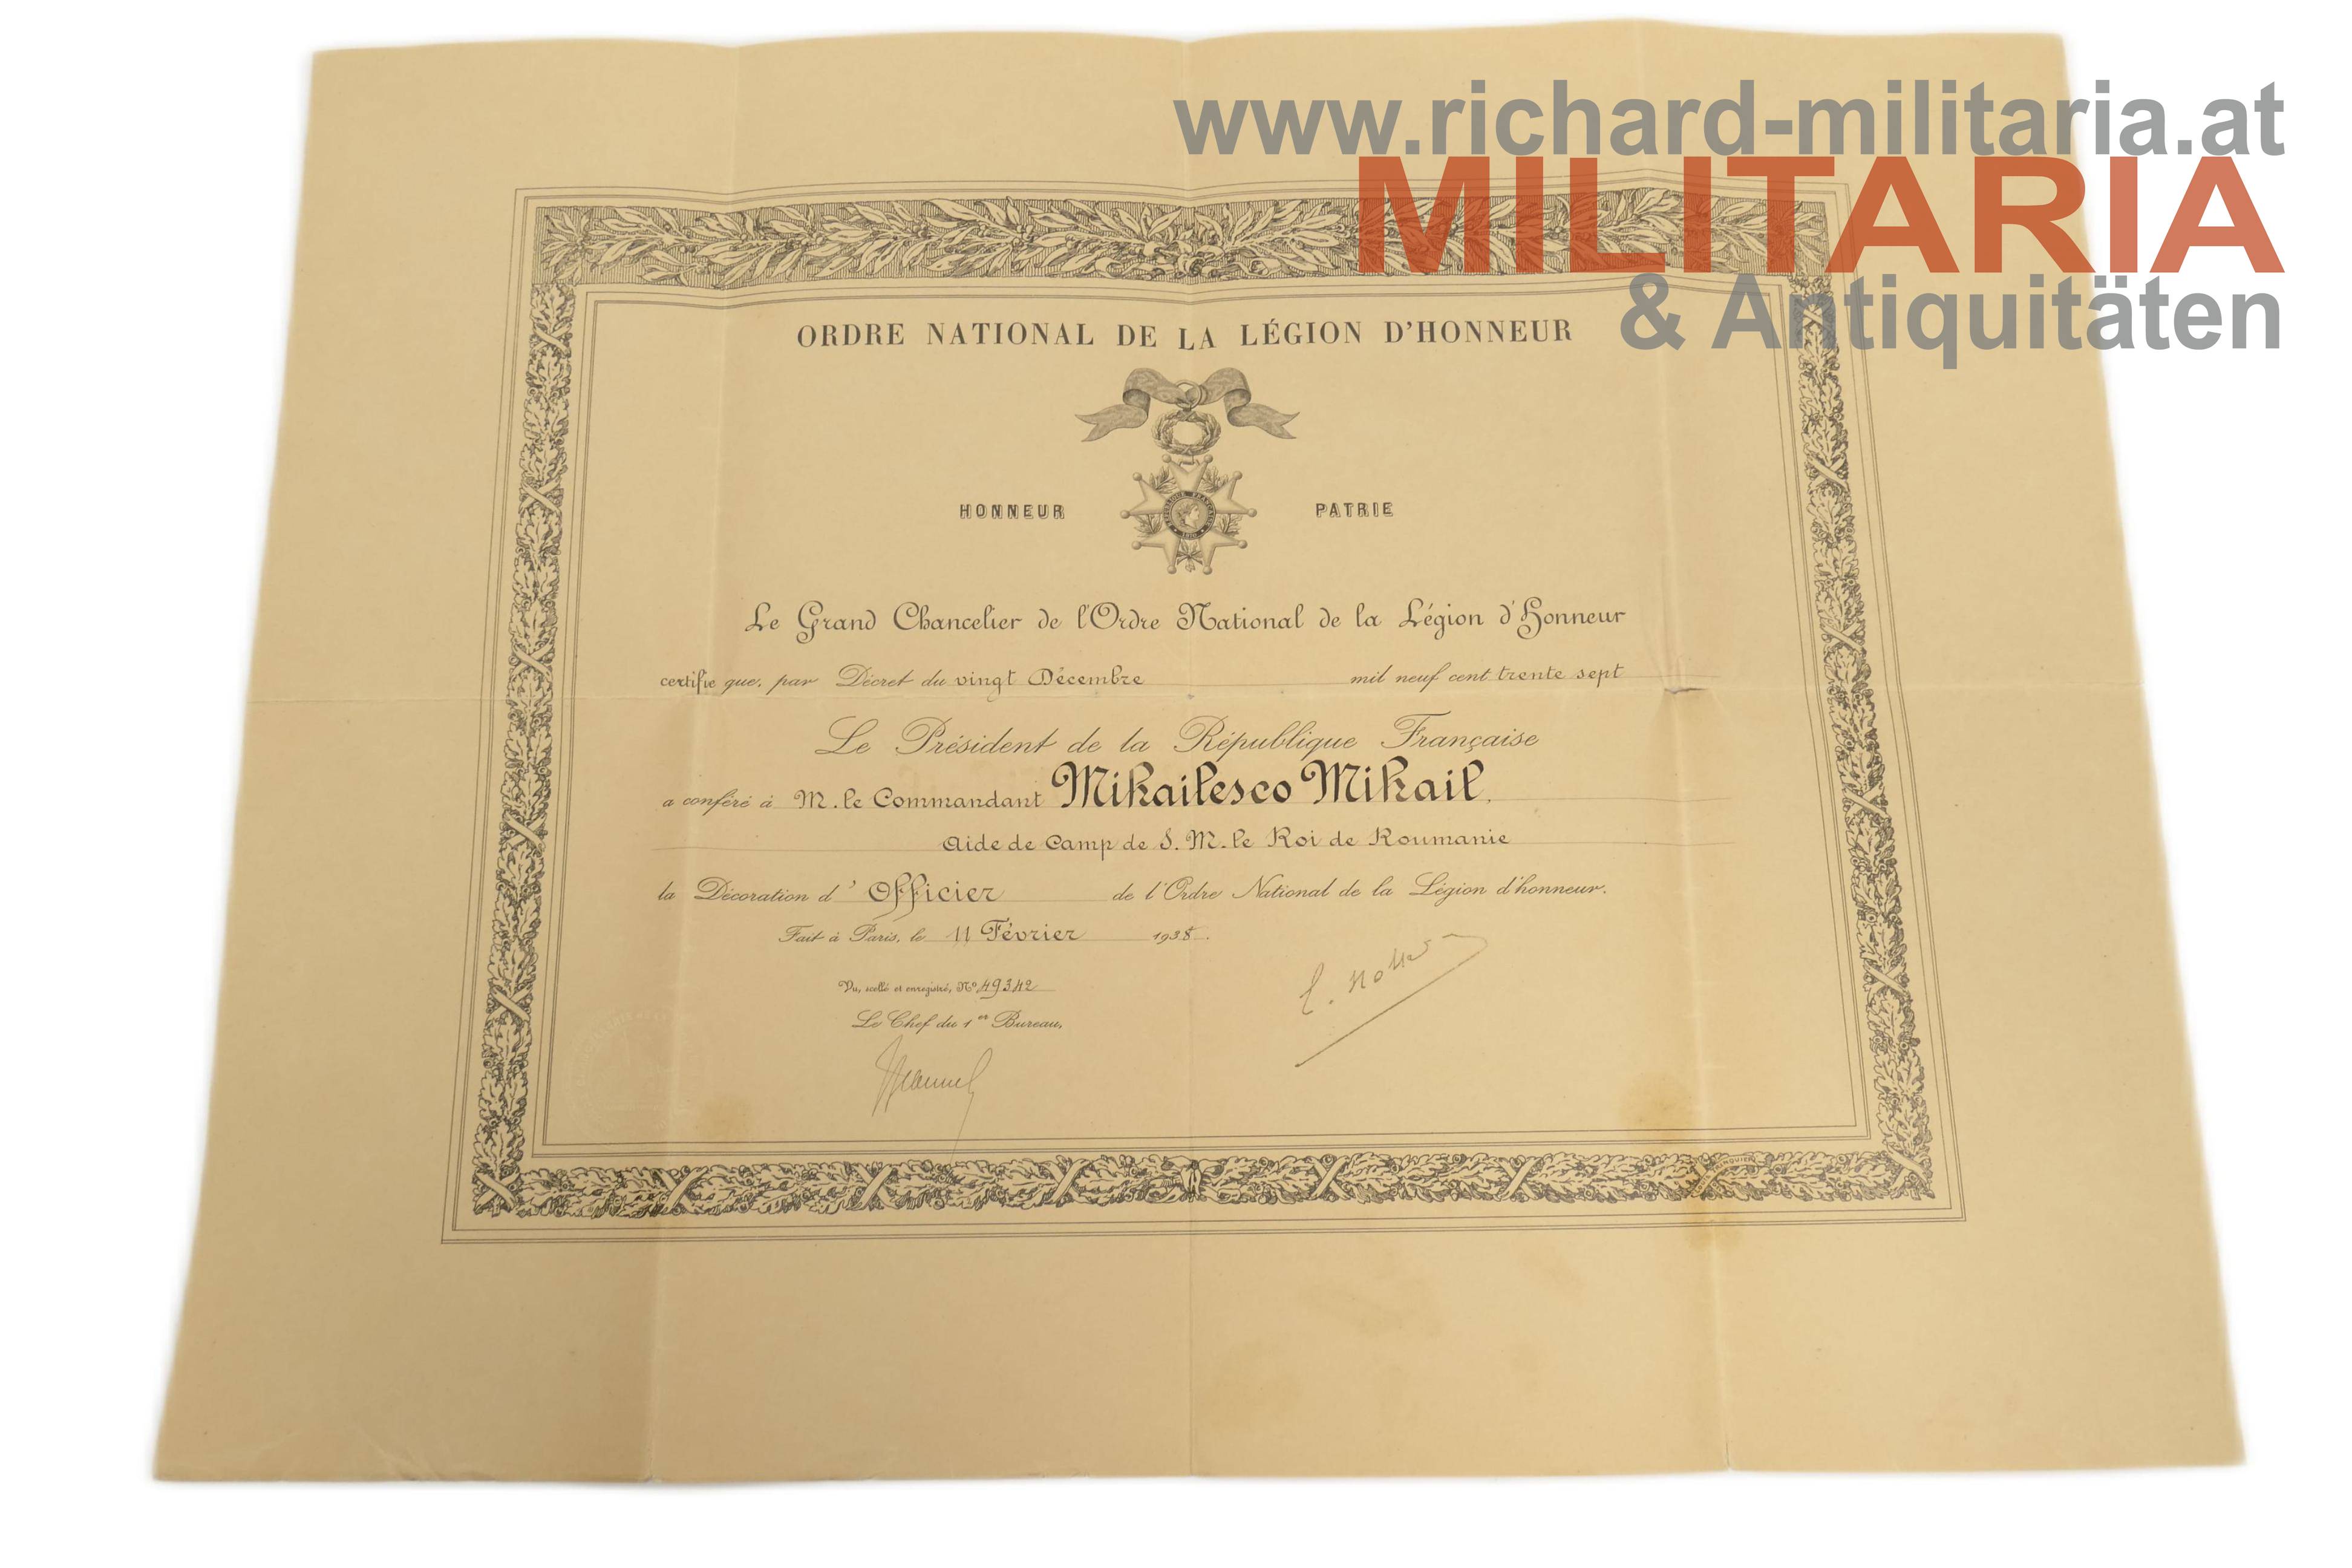 www.richard-militaria.at
MILITARIA
& Antiquitäten
ORDRE NATIONAL DE LA LÉGION D'HONNEUR
HONNEUR PATRIE
Le Grand Chancelier de l'Ordre National de la Légion d'Honneur
certifie que, par Décret du vingt Décembre mil neuf cent trente sept
Le Président de la République Française
a conféré à M. le Commandant Mikailesco Mikail,
Aide de Camp de S. M. le Roi de Roumanie
la Décoration d'Officier de l'Ordre National de la Légion d'honneur.
Fait à Paris, le 11 Février 1938.
Vu, scellé et enregistré, No 49342
Le Chef du 1er Bureau,